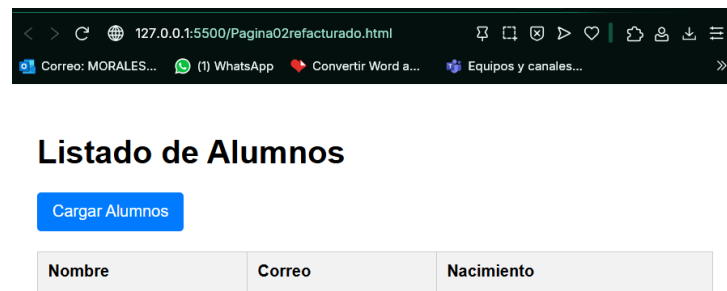 127.0.0.1:5500/Pagina02refacturado.html
Correo: MORALES... (1) WhatsApp Convertir Word a... Equipos y canales...
Listado de Alumnos
Cargar Alumnos
Nombre Correo Nacimiento